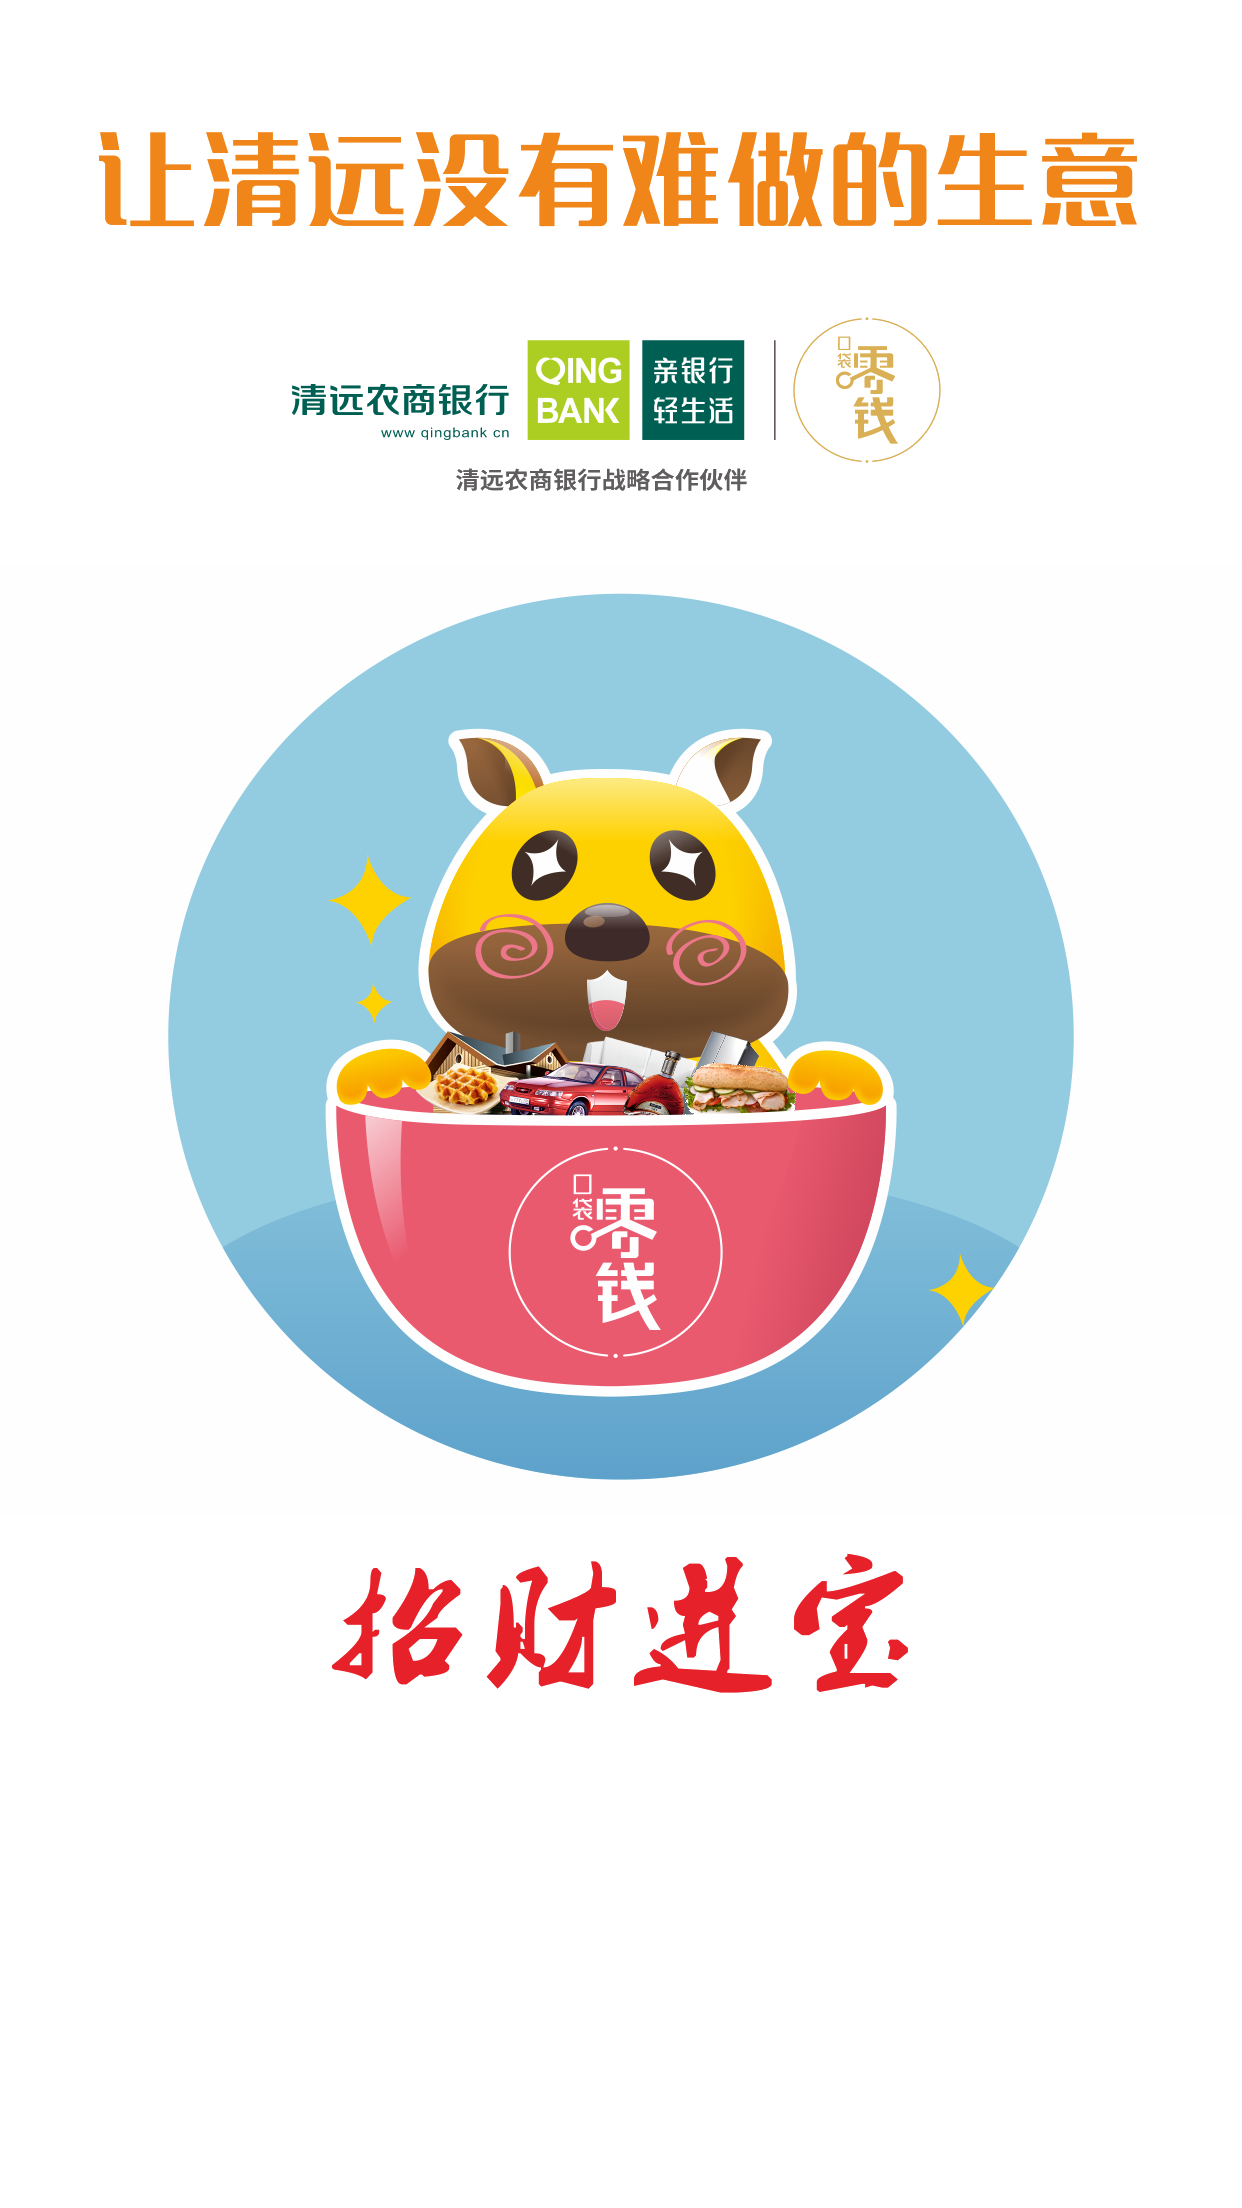 让清远没有难做的生意
清远农商银行
www qingbank cn
QING
BANK
亲银行
轻生活
口袋
零钱
清远农商银行战略合作伙伴
口袋
零钱
招财进宝